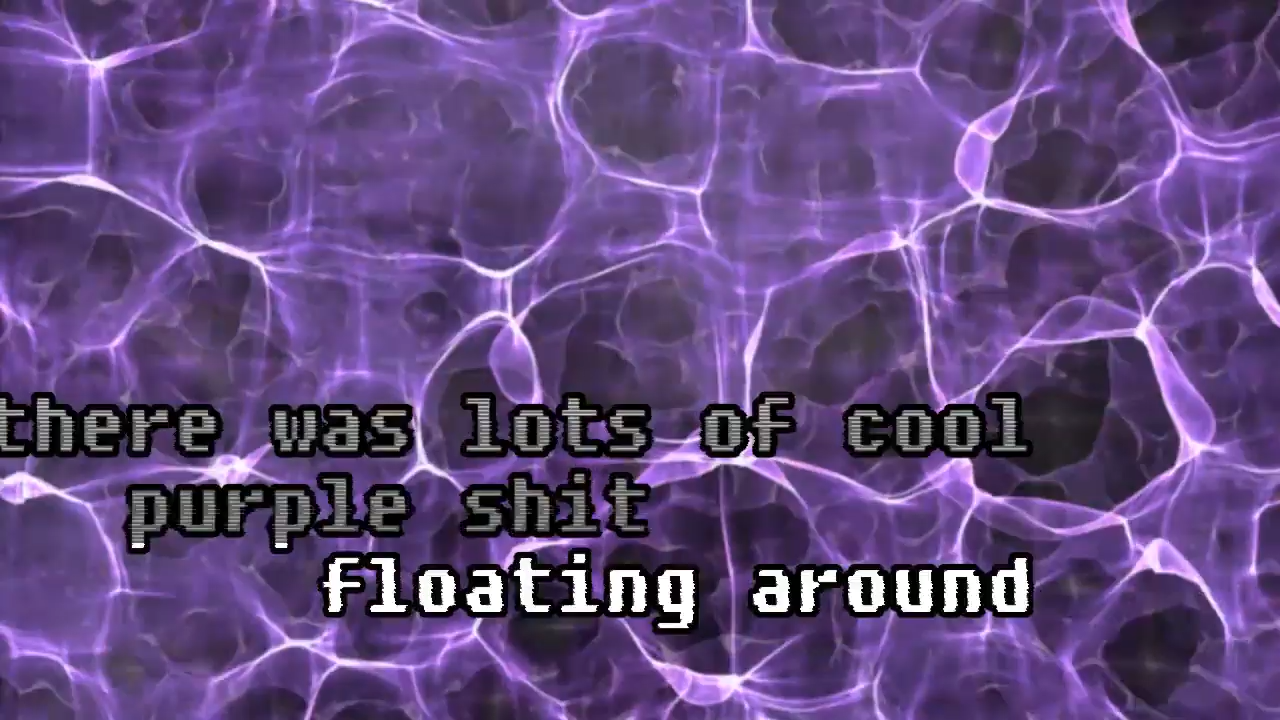 there was lots of cool
purple shit
floating around